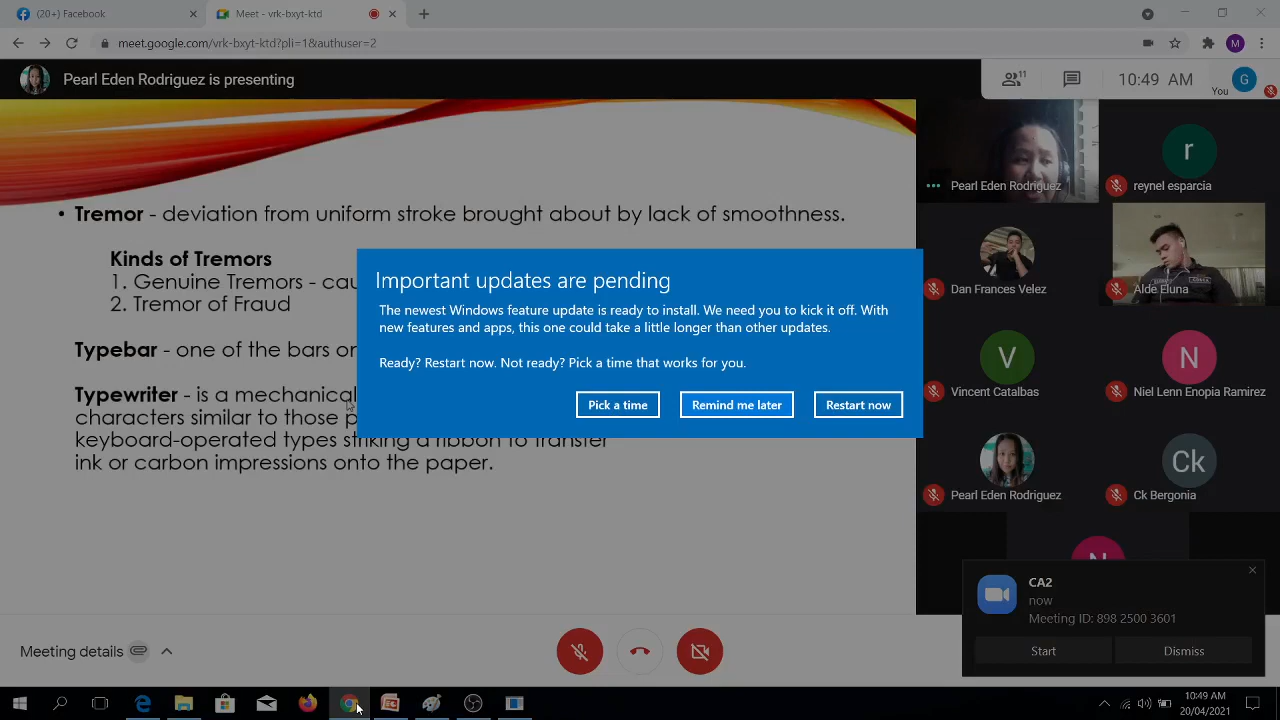 (20+) Facebook
Meet - vrk-bxyt-ktd
meet.google.com/vrk-bxyt-ktd?pli=1&authuser=2
M
Pearl Eden Rodriguez is presenting
11
10:49 AM
You
G
• Tremor - deviation from uniform stroke brought about by lack of smoothness.
Kinds of Tremors
1. Genuine Tremors - cau
2. Tremor of Fraud
Typebar - one of the bars on
Typewriter - is a mechanical
characters similar to those p
keyboard-operated types striking a ribbon to transfer
ink or carbon impressions onto the paper.
Important updates are pending
The newest Windows feature update is ready to install. We need you to kick it off. With
new features and apps, this one could take a little longer than other updates.
Ready? Restart now. Not ready? Pick a time that works for you.
Pick a time
Remind me later
Restart now
Pearl Eden Rodriguez
r
reynel esparcia
Dan Frances Velez
Alde Eluna
V
Vincent Catalbas
N
Niel Lenn Enopia Ramirez
Pearl Eden Rodriguez
Ck
Ck Bergonia
N
CA2
now
Meeting ID: 898 2500 3601
Start
Dismiss
Meeting details
10:49 AM
20/04/2021